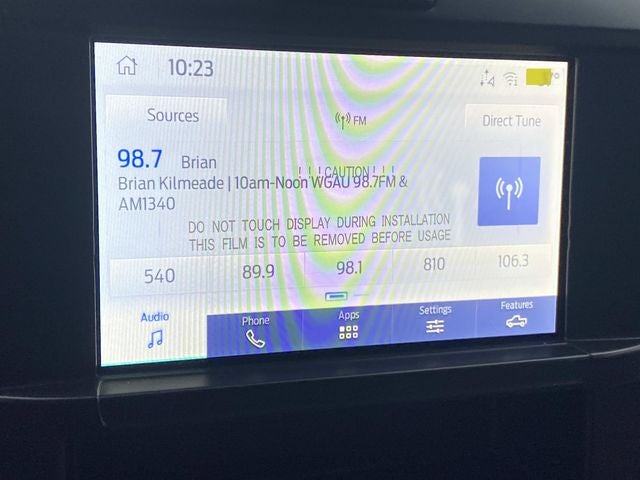 10:23
Sources
FM
Direct Tune
98.7 Brian
Brian Kilmeade | 10am-Noon WGAU 98.7FM &
AM1340
! ! ! CAUTION ! ! !
DO NOT TOUCH DISPLAY DURING INSTALLATION
THIS FILM IS TO BE REMOVED BEFORE USAGE
540 89.9 98.1 810 106.3
Audio Phone Apps Settings Features